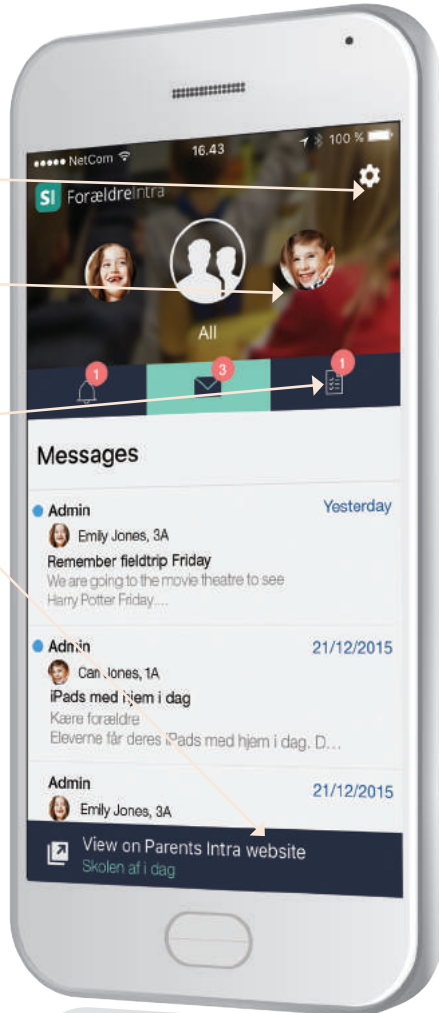 NetCom 16.43 100 %
SI ForældreIntra
All
1 3 1
Messages
Admin Yesterday
Emily Jones, 3A
Remember fieldtrip Friday
We are going to the movie theatre to see
Harry Potter Friday....
Admin 21/12/2015
Carl Jones, 1A
iPads med hjem i dag
Kære forældre
Eleverne får deres iPads med hjem i dag. D...
Admin 21/12/2015
Emily Jones, 3A
View on Parents Intra website
Skolen af i dag